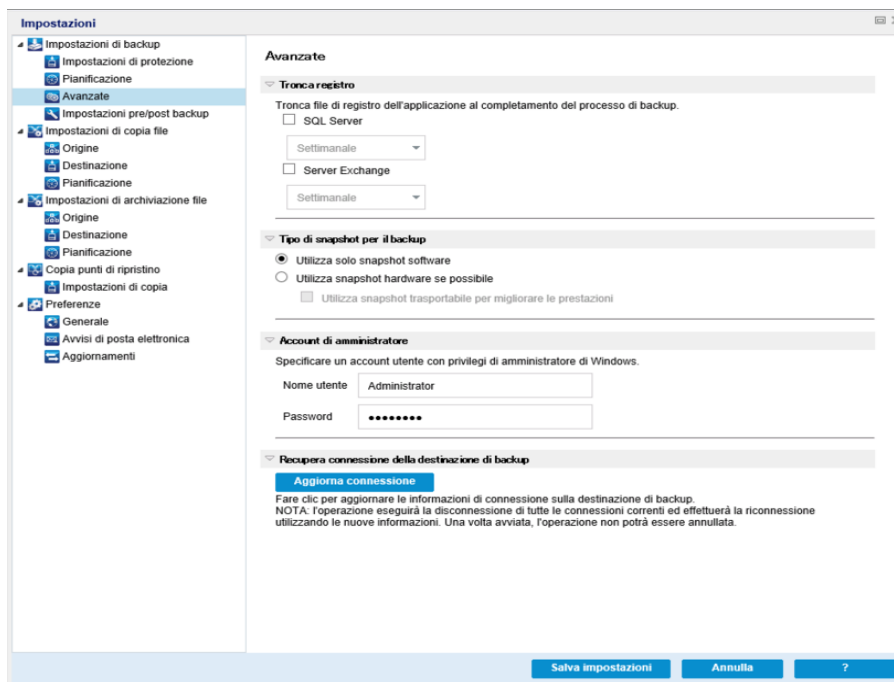 Impostazioni
Impostazioni di backup
Impostazioni di protezione
Pianificazione
Avanzate
Impostazioni pre/post backup
Impostazioni di copia file
Origine
Destinazione
Pianificazione
Impostazioni di archiviazione file
Origine
Destinazione
Pianificazione
Copia punti di ripristino
Impostazioni di copia
Preferenze
Generale
Avvisi di posta elettronica
Aggiornamenti
Avanzate
Tronca registro
Tronca file di registro dell'applicazione al completamento del processo di backup.
SQL Server
Settimanale
Server Exchange
Settimanale
Tipo di snapshot per il backup
Utilizza solo snapshot software
Utilizza snapshot hardware se possibile
Utilizza snapshot trasportabile per migliorare le prestazioni
Account di amministratore
Specificare un account utente con privilegi di amministratore di Windows.
Nome utente Administrator
Password ●●●●●●●●
Recupera connessione della destinazione di backup
Aggiorna connessione
Fare clic per aggiornare le informazioni di connessione sulla destinazione di backup.
NOTA: l'operazione eseguirà la disconnessione di tutte le connessioni correnti ed effettuerà la riconnessione
utilizzando le nuove informazioni. Una volta avviata, l'operazione non potrà essere annullata.
Salva impostazioni Annulla ?